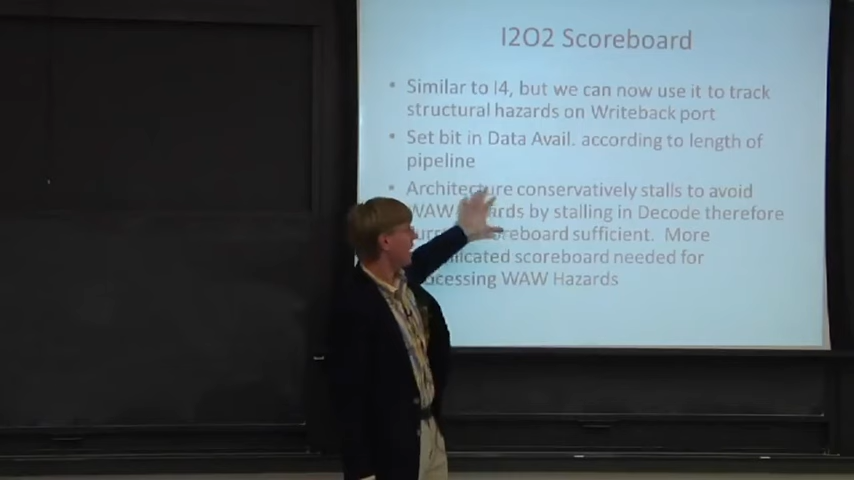 I2O2 Scoreboard
• Similar to I4, but we can now use it to track
structural hazards on Writeback port
• Set bit in Data Avail. according to length of
pipeline
• Architecture conservatively stalls to avoid
WAW by stalling in Decode therefore
scoreboard sufficient. More
scoreboard needed for
WAW Hazards